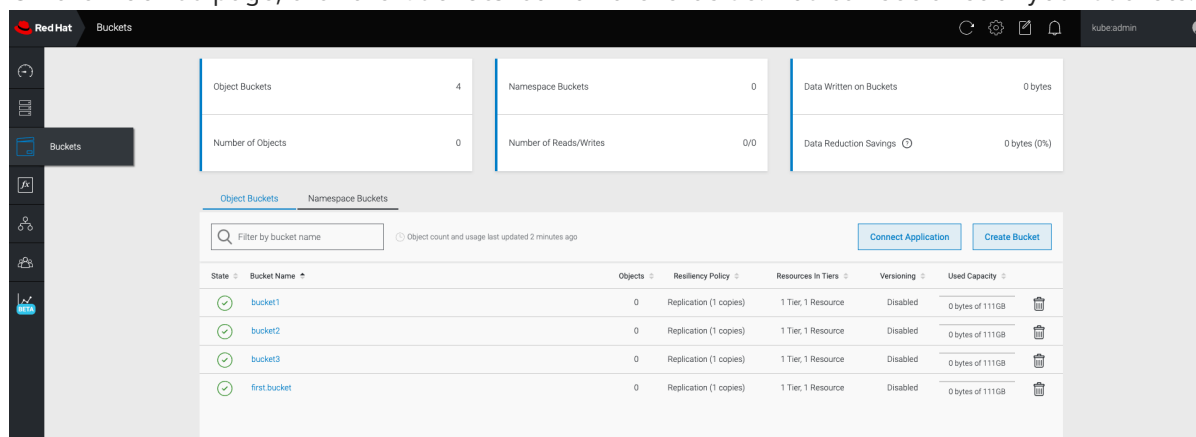 Red Hat Buckets kube:admin
Buckets
fx
BETA
Object Buckets 4
Number of Objects 0
Namespace Buckets 0
Number of Reads/Writes 0/0
Data Written on Buckets 0 bytes
Data Reduction Savings ? 0 bytes (0%)
Object Buckets Namespace Buckets
Filter by bucket name Object count and usage last updated 2 minutes ago Connect Application Create Bucket
State Bucket Name Objects Resiliency Policy Resources In Tiers Versioning Used Capacity
bucket1 0 Replication (1 copies) 1 Tier, 1 Resource Disabled 0 bytes of 111GB
bucket2 0 Replication (1 copies) 1 Tier, 1 Resource Disabled 0 bytes of 111GB
bucket3 0 Replication (1 copies) 1 Tier, 1 Resource Disabled 0 bytes of 111GB
first.bucket 0 Replication (1 copies) 1 Tier, 1 Resource Disabled 0 bytes of 111GB